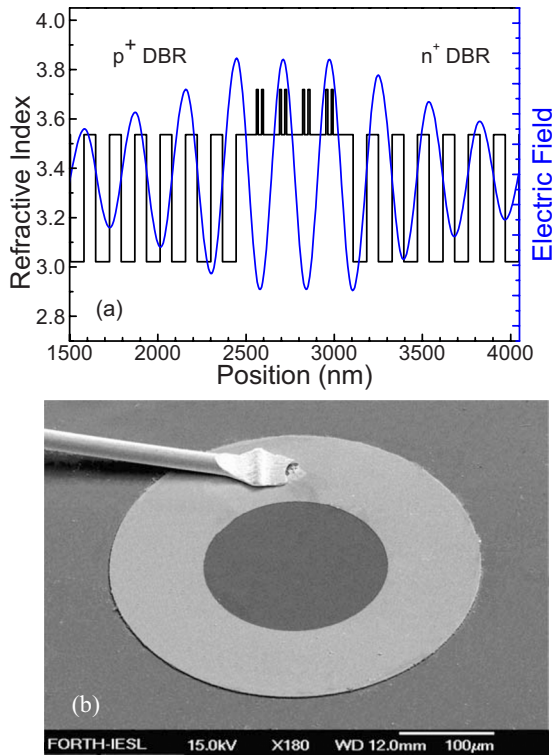 4.0
3.8
3.6
3.4
3.2
3.0
2.8
Refractive Index
p+ DBR
n+ DBR
Electric Field
(a)
1500 2000 2500 3000 3500 4000
Position (nm)
(b)
FORTH-IESL 15.0kV X180 WD 12.0mm 100µm